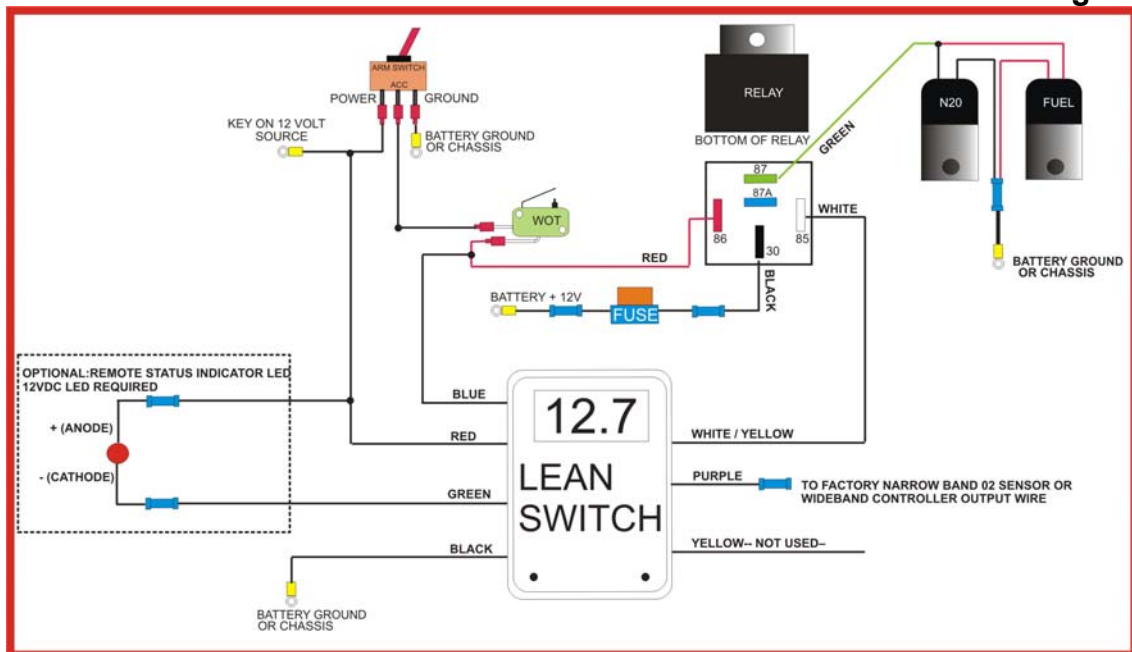 g
ARM SWITCH
ACC
POWER
GROUND
KEY ON 12 VOLT
SOURCE
BATTERY GROUND
OR CHASSIS
WOT
RELAY
BOTTOM OF RELAY
GREEN
N20
FUEL
87
87A
86
85
30
WHITE
RED
BLACK
BATTERY + 12V
FUSE
BATTERY GROUND
OR CHASSIS
OPTIONAL:REMOTE STATUS INDICATOR LED
12VDC LED REQUIRED
+ (ANODE)
- (CATHODE)
BLUE
RED
GREEN
BLACK
12.7
LEAN
SWITCH
WHITE / YELLOW
PURPLE
TO FACTORY NARROW BAND 02 SENSOR OR
WIDEBAND CONTROLLER OUTPUT WIRE
YELLOW-- NOT USED--
BATTERY GROUND
OR CHASSIS